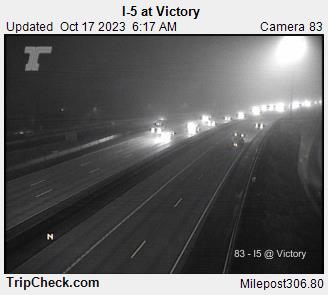 I-5 at Victory
Updated Oct 17 2023 6:17 AM Camera 83
T
N
83 - I5 @ Victory
TripCheck.com Milepost306.80